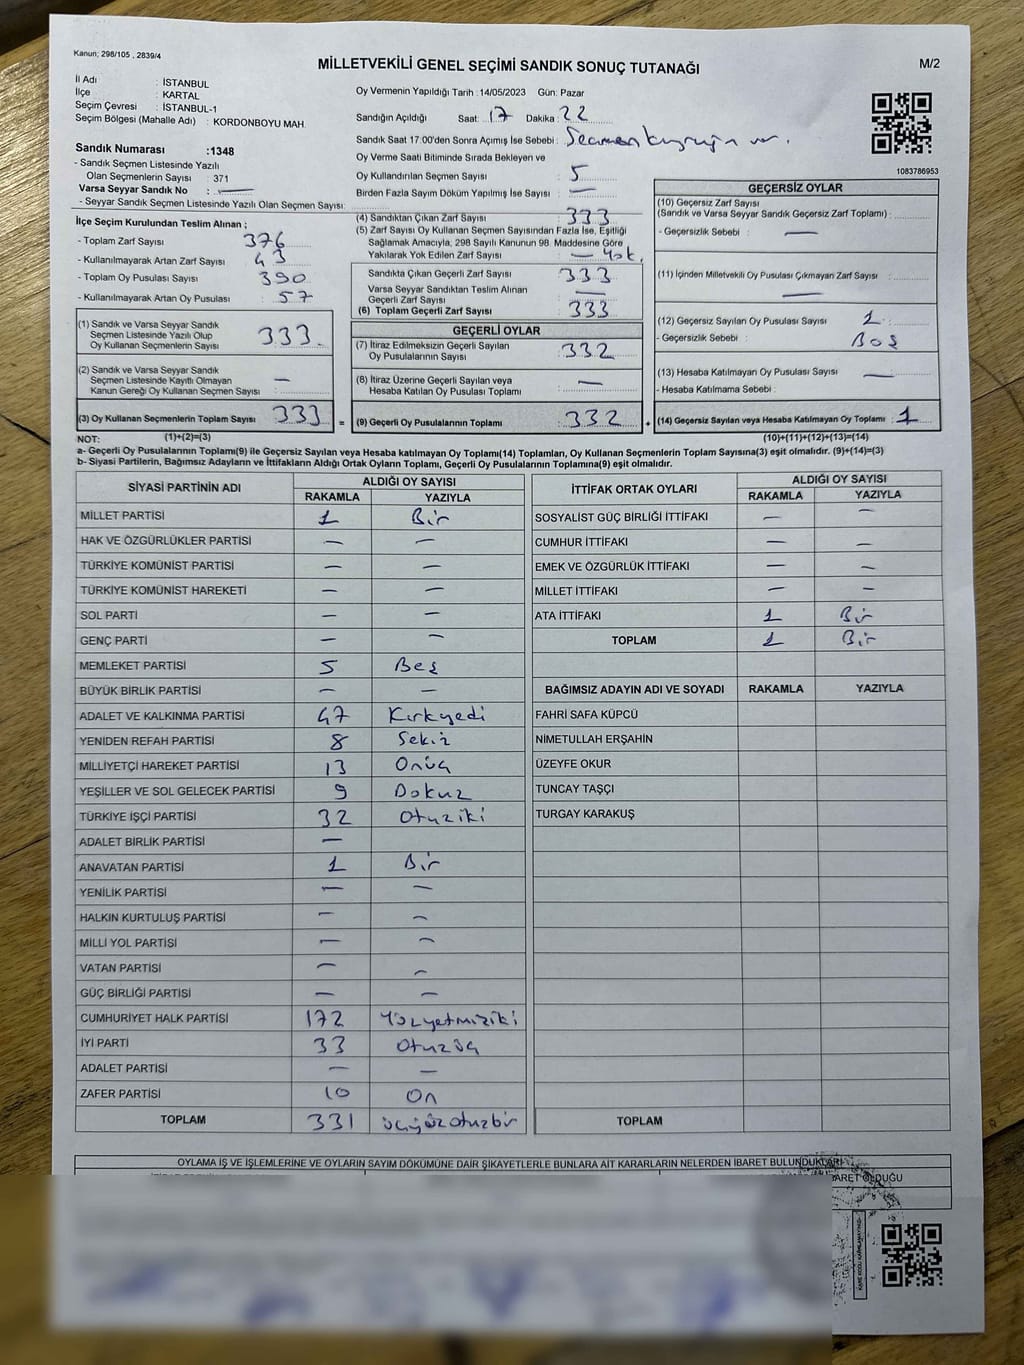 Kanun; 298/105 , 2839/4
MİLLETVEKİLİ GENEL SEÇİMİ SANDIK SONUÇ TUTANAĞI
M/2
İl Adı : İSTANBUL
İlçe : KARTAL
Seçim Çevresi : İSTANBUL-1
Seçim Bölgesi (Mahalle Adı) : KORDONBOYU MAH.
Oy Vermenin Yapıldığı Tarih : 14/05/2023 Gün: Pazar
Sandığın Açıldığı Saat: 17 Dakika : 22
Sandık Saat 17:00'den Sonra Açımış İse Sebebi : Seçmen kuyruğu var.
Oy Verme Saati Bitiminde Sırada Bekleyen ve
Oy Kullandırılan Seçmen Sayısı : 5
Birden Fazla Sayım Döküm Yapılmış İse Sayısı : —
1083786953
Sandık Numarası :1348
- Sandık Seçmen Listesinde Yazılı
Olan Seçmenlerin Sayısı : 371
Varsa Seyyar Sandık No : —
- Seyyar Sandık Seçmen Listesinde Yazılı Olan Seçmen Sayısı:
İlçe Seçim Kurulundan Teslim Alınan ;
- Toplam Zarf Sayısı : 376
- Kullanılmayarak Artan Zarf Sayısı : 43
- Toplam Oy Pusulası Sayısı : 390
- Kullanılmayarak Artan Oy Pusulası : 57
(1) Sandık ve Varsa Seyyar Sandık
Seçmen Listesinde Yazılı Olup
Oy Kullanan Seçmenlerin Sayısı : 333
(2) Sandık ve Varsa Seyyar Sandık
Seçmen Listesinde Kayıtlı Olmayan
Kanun Gereği Oy Kullanan Seçmen Sayısı : —
(3) Oy Kullanan Seçmenlerin Toplam Sayısı : 333 =
(1)+(2)=(3)
(4) Sandıktan Çıkan Zarf Sayısı : 333
(5) Zarf Sayısı Oy Kullanan Seçmen Sayısından Fazla İse, Eşitliği
Sağlamak Amacıyla, 298 Sayılı Kanunun 98. Maddesine Göre
Yakılarak Yok Edilen Zarf Sayısı : — Yok.
Sandıkta Çıkan Geçerli Zarf Sayısı : 333
Varsa Seyyar Sandıktan Teslim Alınan
Geçerli Zarf Sayısı : —
(6) Toplam Geçerli Zarf Sayısı : 333
GEÇERLİ OYLAR
(7) İtiraz Edilmeksizin Geçerli Sayılan
Oy Pusulalarının Sayısı : 332
(8) İtiraz Üzerine Geçerli Sayılan veya
Hesaba Katılan Oy Pusulası Toplamı : —
(9) Geçerli Oy Pusulalarının Toplamı : 332 +
GEÇERSİZ OYLAR
(10) Geçersiz Zarf Sayısı
(Sandık ve Varsa Seyyar Sandık Geçersiz Zarf Toplamı) :
- Geçersizlik Sebebi : —
(11) İçinden Milletvekili Oy Pusulası Çıkmayan Zarf Sayısı : —
(12) Geçersiz Sayılan Oy Pusulası Sayısı : 1
- Geçersizlik Sebebi : Boş
(13) Hesaba Katılmayan Oy Pusulası Sayısı : —
- Hesaba Katılmama Sebebi :
(14) Geçersiz Sayılan veya Hesaba Katılmayan Oy Toplamı : 1
(10)+(11)+(12)+(13)=(14)
NOT:
a- Geçerli Oy Pusulalarının Toplamı(9) ile Geçersiz Sayılan veya Hesaba katılmayan Oy Toplamı(14) Toplamları, Oy Kullanan Seçmenlerin Toplam Sayısına(3) eşit olmalıdır. (9)+(14)=(3)
b- Siyasi Partilerin, Bağımsız Adayların ve İttifakların Aldığı Ortak Oyların Toplamı, Geçerli Oy Pusulalarının Toplamına(9) eşit olmalıdır.
SİYASİ PARTİNİN ADI ALDIĞI OY SAYISI
RAKAMLA YAZIYLA
MİLLET PARTİSİ 1 Bir
HAK VE ÖZGÜRLÜKLER PARTİSİ — —
TÜRKİYE KOMÜNİST PARTİSİ — —
TÜRKİYE KOMÜNİST HAREKETİ — —
SOL PARTİ — —
GENÇ PARTİ — —
MEMLEKET PARTİSİ 5 Beş
BÜYÜK BİRLİK PARTİSİ — —
ADALET VE KALKINMA PARTİSİ 47 Kırkyedi
YENİDEN REFAH PARTİSİ 8 Sekiz
MİLLİYETÇİ HAREKET PARTİSİ 13 Onüç
YEŞİLLER VE SOL GELECEK PARTİSİ 9 Dokuz
TÜRKİYE İŞÇİ PARTİSİ 32 Otuziki
ADALET BİRLİK PARTİSİ —
ANAVATAN PARTİSİ 1 Bir
YENİLİK PARTİSİ — —
HALKIN KURTULUŞ PARTİSİ — —
MİLLİ YOL PARTİSİ — —
VATAN PARTİSİ — —
GÜÇ BİRLİĞİ PARTİSİ — —
CUMHURİYET HALK PARTİSİ 172 Yüzyetmişiki
İYİ PARTİ 33 Otuzüç
ADALET PARTİSİ — —
ZAFER PARTİSİ 10 On
TOPLAM 331 üçyüzotuzbir
İTTİFAK ORTAK OYLARI ALDIĞI OY SAYISI
RAKAMLA YAZIYLA
SOSYALİST GÜÇ BİRLİĞİ İTTİFAKI — —
CUMHUR İTTİFAKI — —
EMEK VE ÖZGÜRLÜK İTTİFAKI — —
MİLLET İTTİFAKI — —
ATA İTTİFAKI 1 Bir
TOPLAM 1 Bir
BAĞIMSIZ ADAYIN ADI VE SOYADI RAKAMLA YAZIYLA
FAHRİ SAFA KÜPCÜ
NİMETULLAH ERŞAHİN
ÜZEYFE OKUR
TUNCAY TAŞÇI
TURGAY KARAKUŞ
TOPLAM
OYLAMA İŞ VE İŞLEMLERİNE VE OYLARIN SAYIM DÖKÜMÜNE DAİR ŞİKAYETLERLE BUNLARA AİT KARARLARIN NELERDEN İBARET BULUNDUKLARI
BARET OLDUĞU